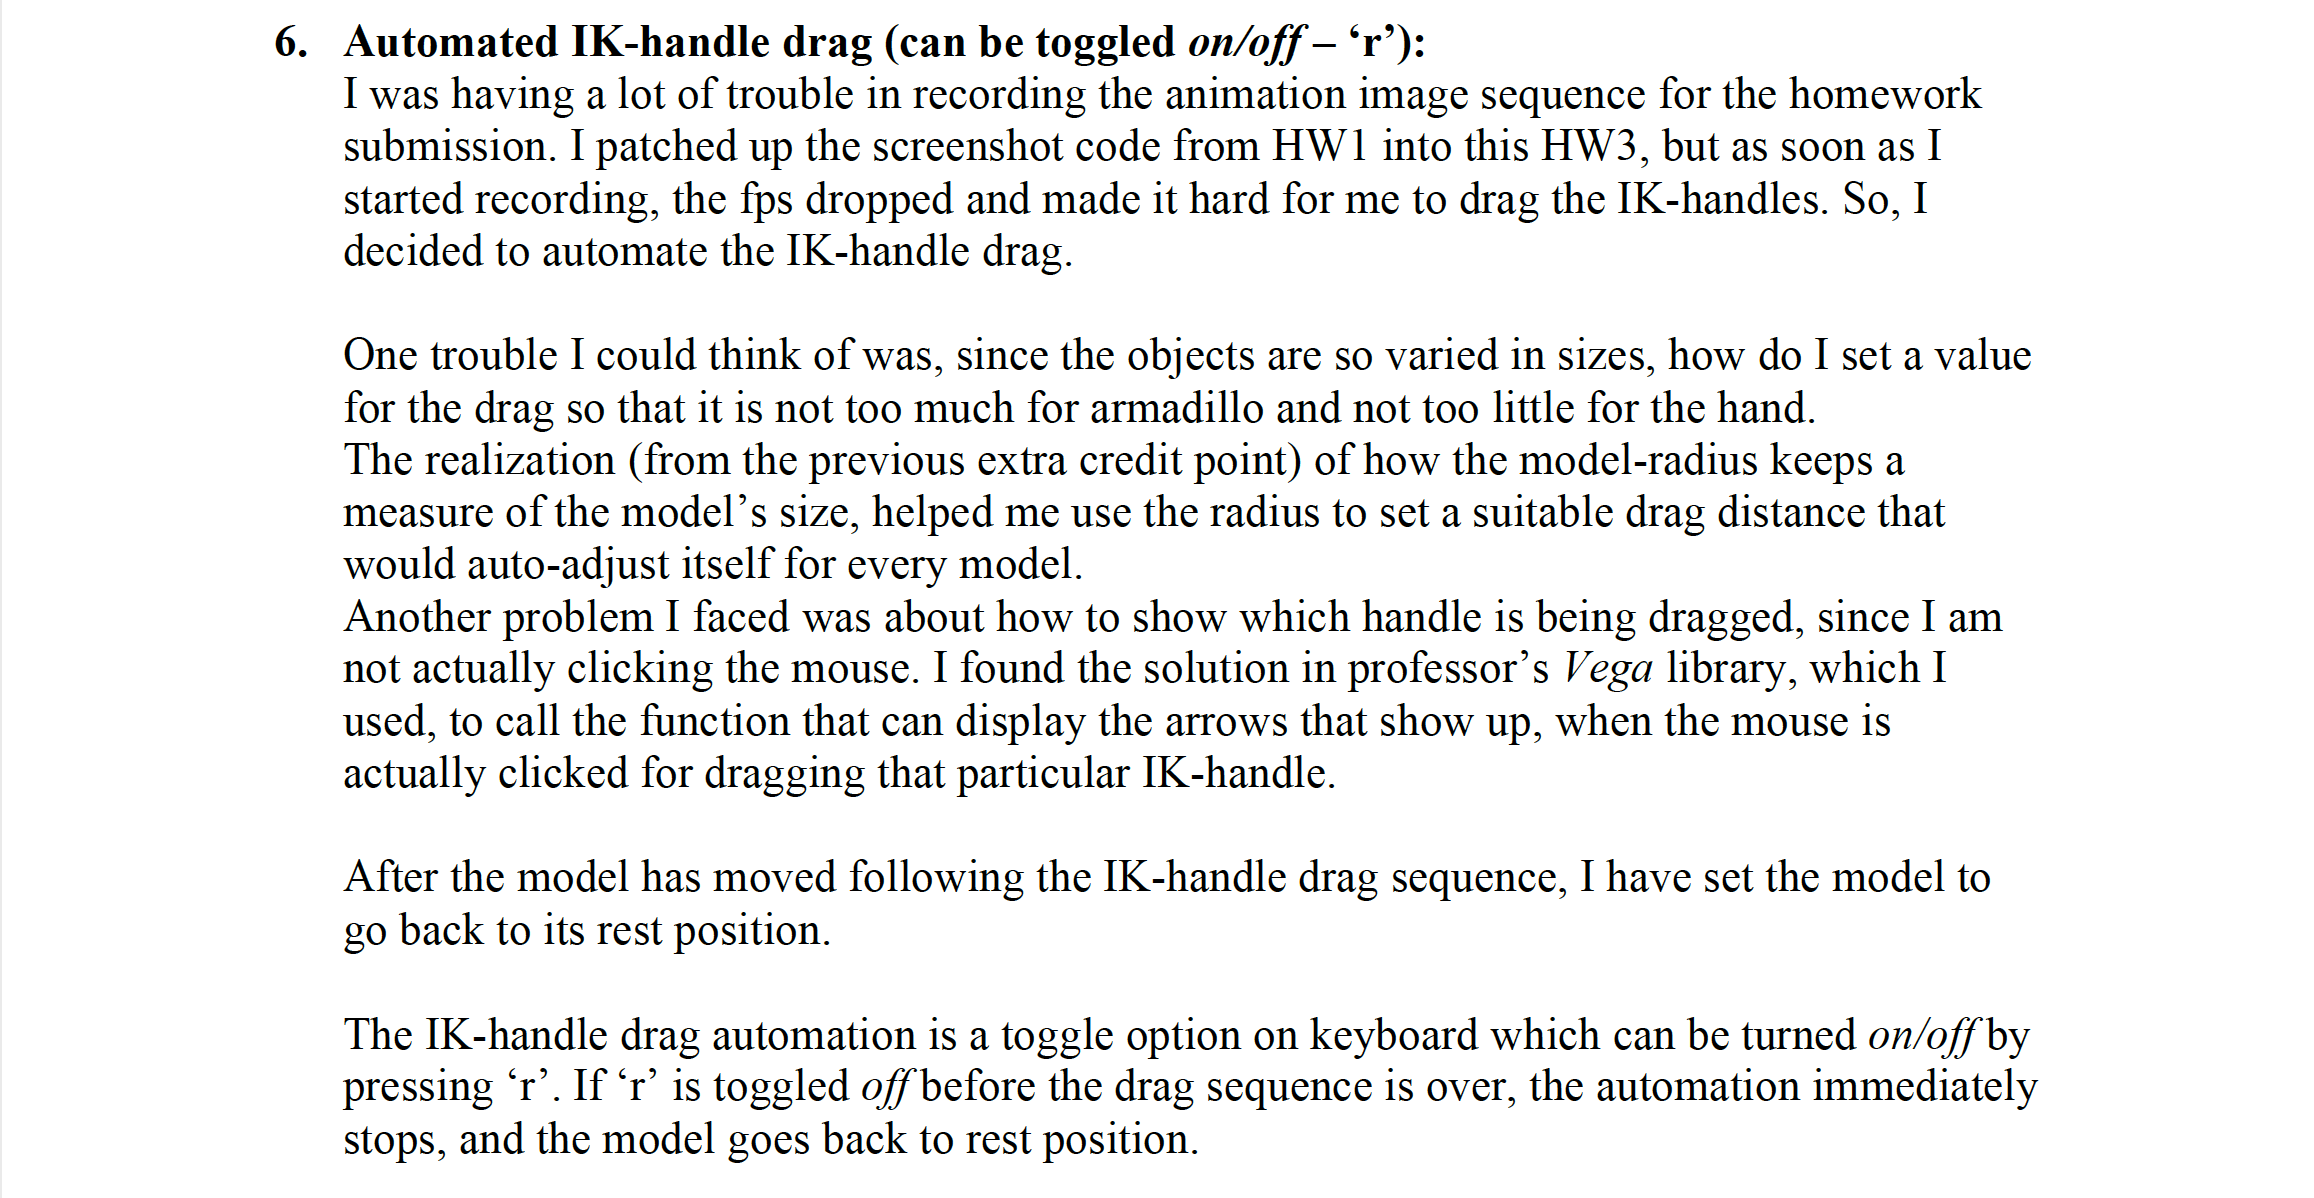 6. Automated IK-handle drag (can be toggled on/off – ‘r’):
I was having a lot of trouble in recording the animation image sequence for the homework
submission. I patched up the screenshot code from HW1 into this HW3, but as soon as I
started recording, the fps dropped and made it hard for me to drag the IK-handles. So, I
decided to automate the IK-handle drag.
One trouble I could think of was, since the objects are so varied in sizes, how do I set a value
for the drag so that it is not too much for armadillo and not too little for the hand.
The realization (from the previous extra credit point) of how the model-radius keeps a
measure of the model’s size, helped me use the radius to set a suitable drag distance that
would auto-adjust itself for every model.
Another problem I faced was about how to show which handle is being dragged, since I am
not actually clicking the mouse. I found the solution in professor’s Vega library, which I
used, to call the function that can display the arrows that show up, when the mouse is
actually clicked for dragging that particular IK-handle.
After the model has moved following the IK-handle drag sequence, I have set the model to
go back to its rest position.
The IK-handle drag automation is a toggle option on keyboard which can be turned on/off by
pressing ‘r’. If ‘r’ is toggled off before the drag sequence is over, the automation immediately
stops, and the model goes back to rest position.